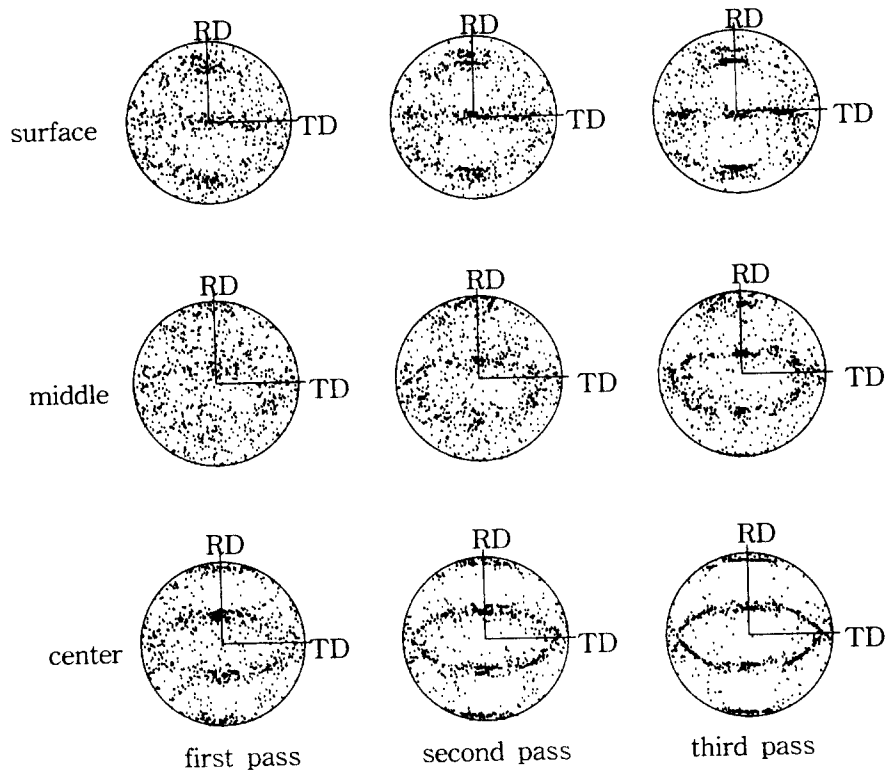 RD RD RD
surface TD TD TD
RD RD RD
middle TD TD TD
RD RD RD
center TD TD TD
first pass second pass third pass